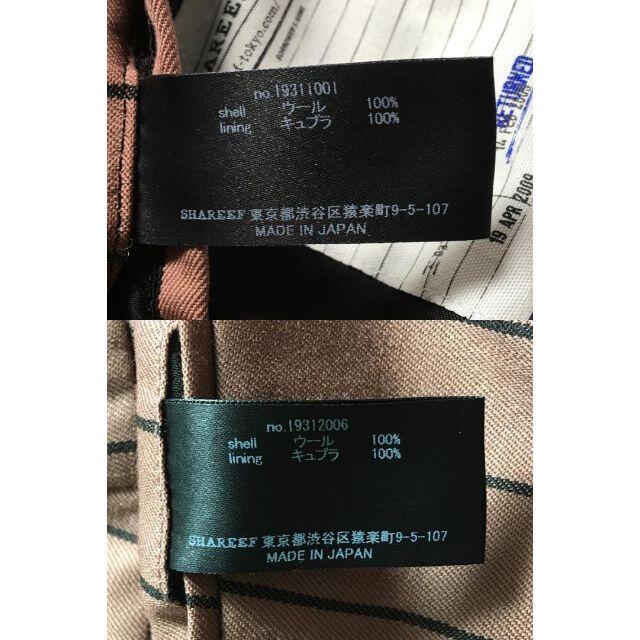 no.19311001
shell ウール 100%
lining キュプラ 100%
SHAREEF 東京都渋谷区猿楽町9-5-107
MADE IN JAPAN
-tokyo.com/
RETURNED
19 APR 2009
no.19312006
shell ウール 100%
lining キュプラ 100%
SHAREEF 東京都渋谷区猿楽町9-5-107
MADE IN JAPAN